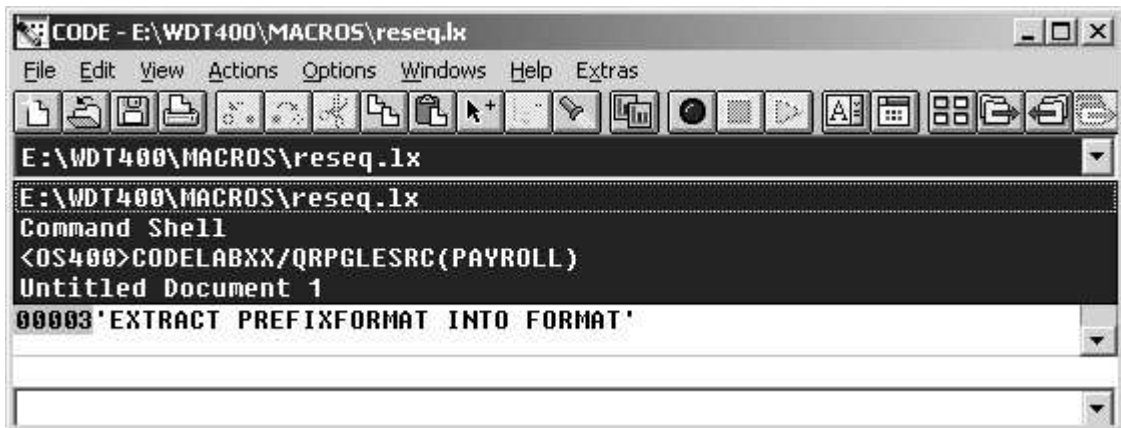 CODE - E:\WDT400\MACROS\reseq.lx
File Edit View Actions Options Windows Help Extras
E:\WDT400\MACROS\reseq.lx
E:\WDT400\MACROS\reseq.lx
Command Shell
<OS400>CODELABXX/QRPGLESRC(PAYROLL)
Untitled Document 1
00003'EXTRACT PREFIXFORMAT INTO FORMAT'